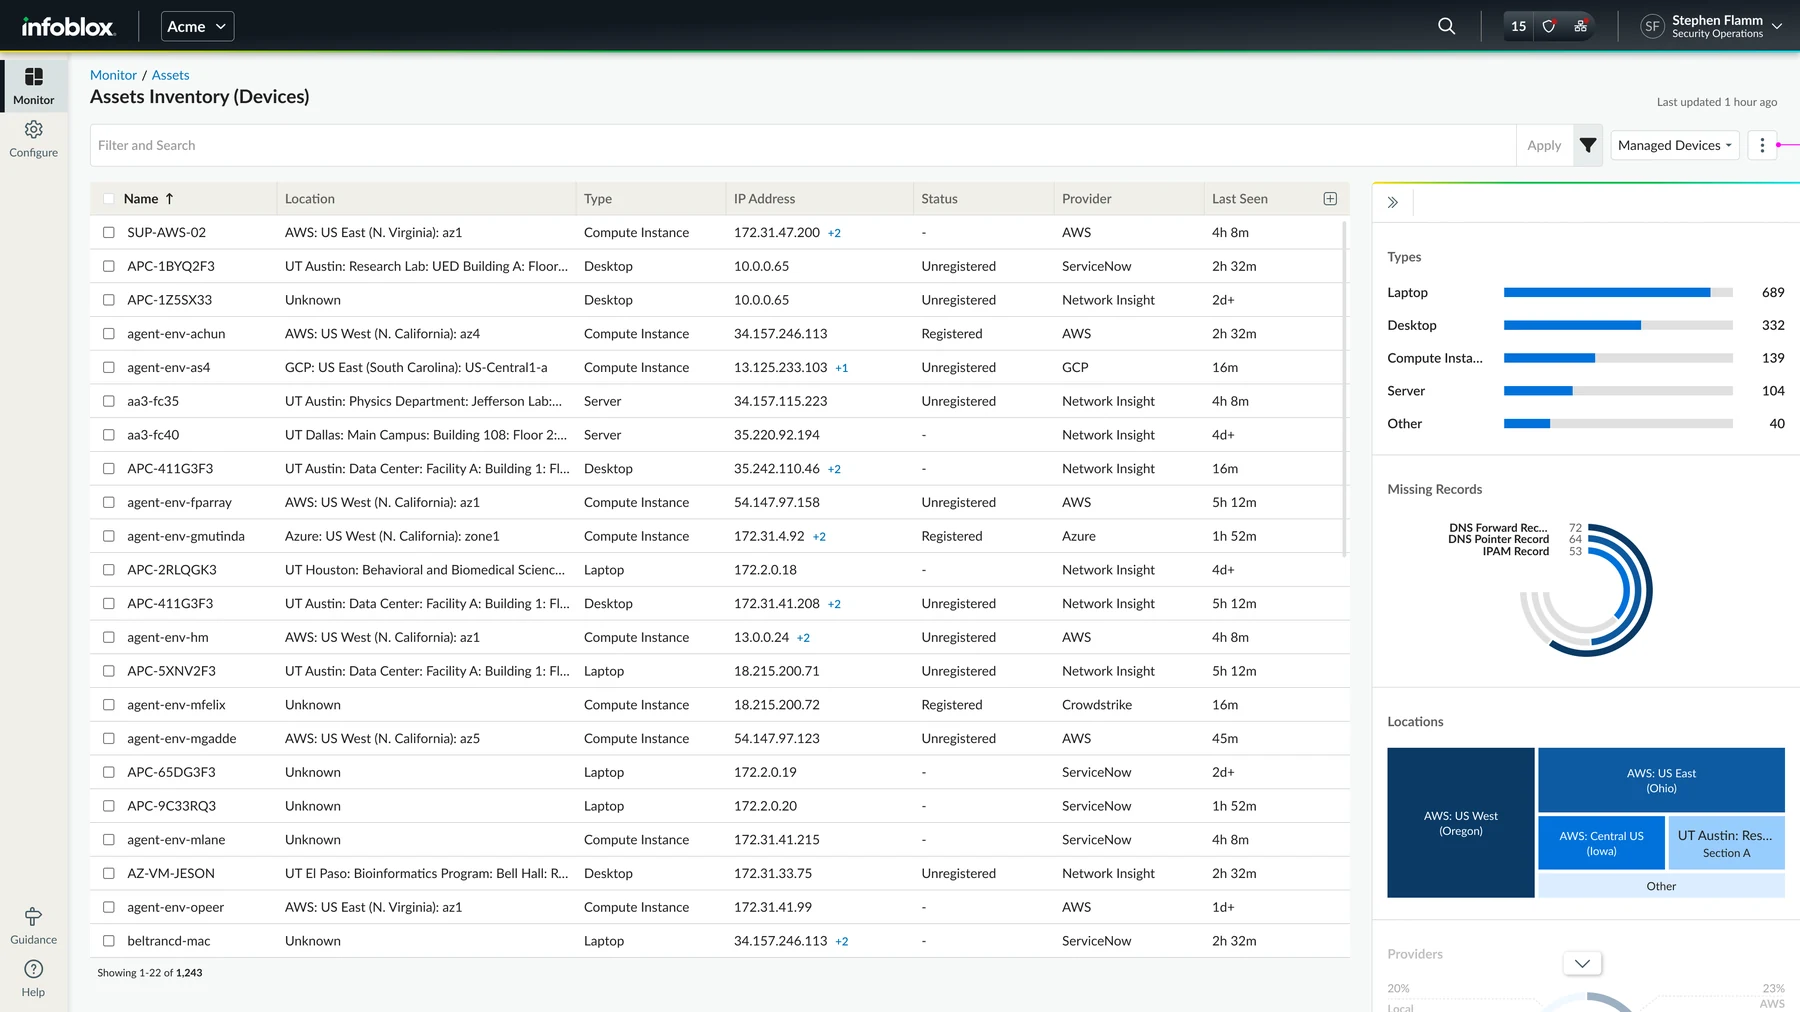 infoblox.
Acme
15
SF
Stephen Flamm
Security Operations
Monitor
Configure
Guidance
Help
Monitor / Assets
Assets Inventory (Devices)
Last updated 1 hour ago
Filter and Search
Apply
Managed Devices
Name ↑ Location Type IP Address Status Provider Last Seen
SUP-AWS-02 AWS: US East (N. Virginia): az1 Compute Instance 172.31.47.200 +2 - AWS 4h 8m
APC-1BYQ2F3 UT Austin: Research Lab: UED Building A: Floor... Desktop 10.0.0.65 Unregistered ServiceNow 2h 32m
APC-1Z5SX33 Unknown Desktop 10.0.0.65 Unregistered Network Insight 2d+
agent-env-achun AWS: US West (N. California): az4 Compute Instance 34.157.246.113 Registered AWS 2h 32m
agent-env-as4 GCP: US East (South Carolina): US-Central1-a Compute Instance 13.125.233.103 +1 Unregistered GCP 16m
aa3-fc35 UT Austin: Physics Department: Jefferson Lab:... Server 34.157.115.223 Unregistered Network Insight 4h 8m
aa3-fc40 UT Dallas: Main Campus: Building 108: Floor 2:... Server 35.220.92.194 - Network Insight 4d+
APC-411G3F3 UT Austin: Data Center: Facility A: Building 1: Fl... Desktop 35.242.110.46 +2 - Network Insight 16m
agent-env-fparray AWS: US West (N. California): az1 Compute Instance 54.147.97.158 Unregistered AWS 5h 12m
agent-env-gmutinda Azure: US West (N. California): zone1 Compute Instance 172.31.4.92 +2 Registered Azure 1h 52m
APC-2RLQGK3 UT Houston: Behavioral and Biomedical Scienc... Laptop 172.2.0.18 - Network Insight 4d+
APC-411G3F3 UT Austin: Data Center: Facility A: Building 1: Fl... Desktop 172.31.41.208 +2 Unregistered Network Insight 5h 12m
agent-env-hm AWS: US West (N. California): az1 Compute Instance 13.0.0.24 +2 Unregistered AWS 4h 8m
APC-5XNV2F3 UT Austin: Data Center: Facility A: Building 1: Fl... Laptop 18.215.200.71 Unregistered Network Insight 5h 12m
agent-env-mfelix Unknown Compute Instance 18.215.200.72 Registered Crowdstrike 16m
agent-env-mgadde AWS: US West (N. California): az5 Compute Instance 54.147.97.123 Unregistered AWS 45m
APC-65DG3F3 Unknown Laptop 172.2.0.19 - ServiceNow 2d+
APC-9C33RQ3 Unknown Laptop 172.2.0.20 - ServiceNow 1h 52m
agent-env-mlane Unknown Compute Instance 172.31.41.215 - ServiceNow 4h 8m
AZ-VM-JESON UT El Paso: Bioinformatics Program: Bell Hall: R... Desktop 172.31.33.75 Unregistered Network Insight 2h 32m
agent-env-opeer AWS: US East (N. Virginia): az1 Compute Instance 172.31.41.99 - AWS 1d+
beltrancd-mac Unknown Laptop 34.157.246.113 +2 - ServiceNow 2h 32m
Showing 1-22 of 1,243
Types
Laptop 689
Desktop 332
Compute Insta... 139
Server 104
Other 40
Missing Records
DNS Forward Rec... 72
DNS Pointer Record 64
IPAM Record 53
Locations
AWS: US West
(Oregon)
AWS: US East
(Ohio)
AWS: Central US
(Iowa)
UT Austin: Res...
Section A
Other
Providers
20%
Local
23%
AWS